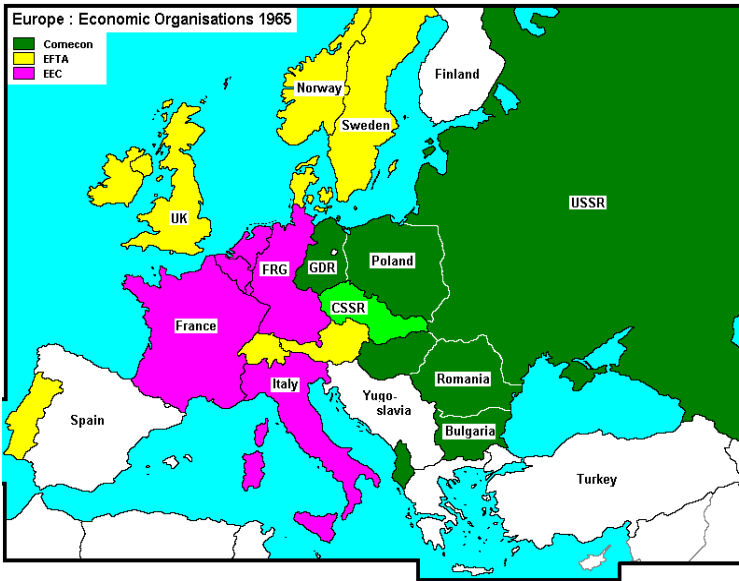 Europe : Economic Organisations 1965
Comecon
EFTA
EEC
Finland
Norway
Sweden
USSR
UK
FRG
GDR
Poland
CSSR
France
Romania
Italy
Yugo-
slavia
Spain
Bulgaria
Turkey